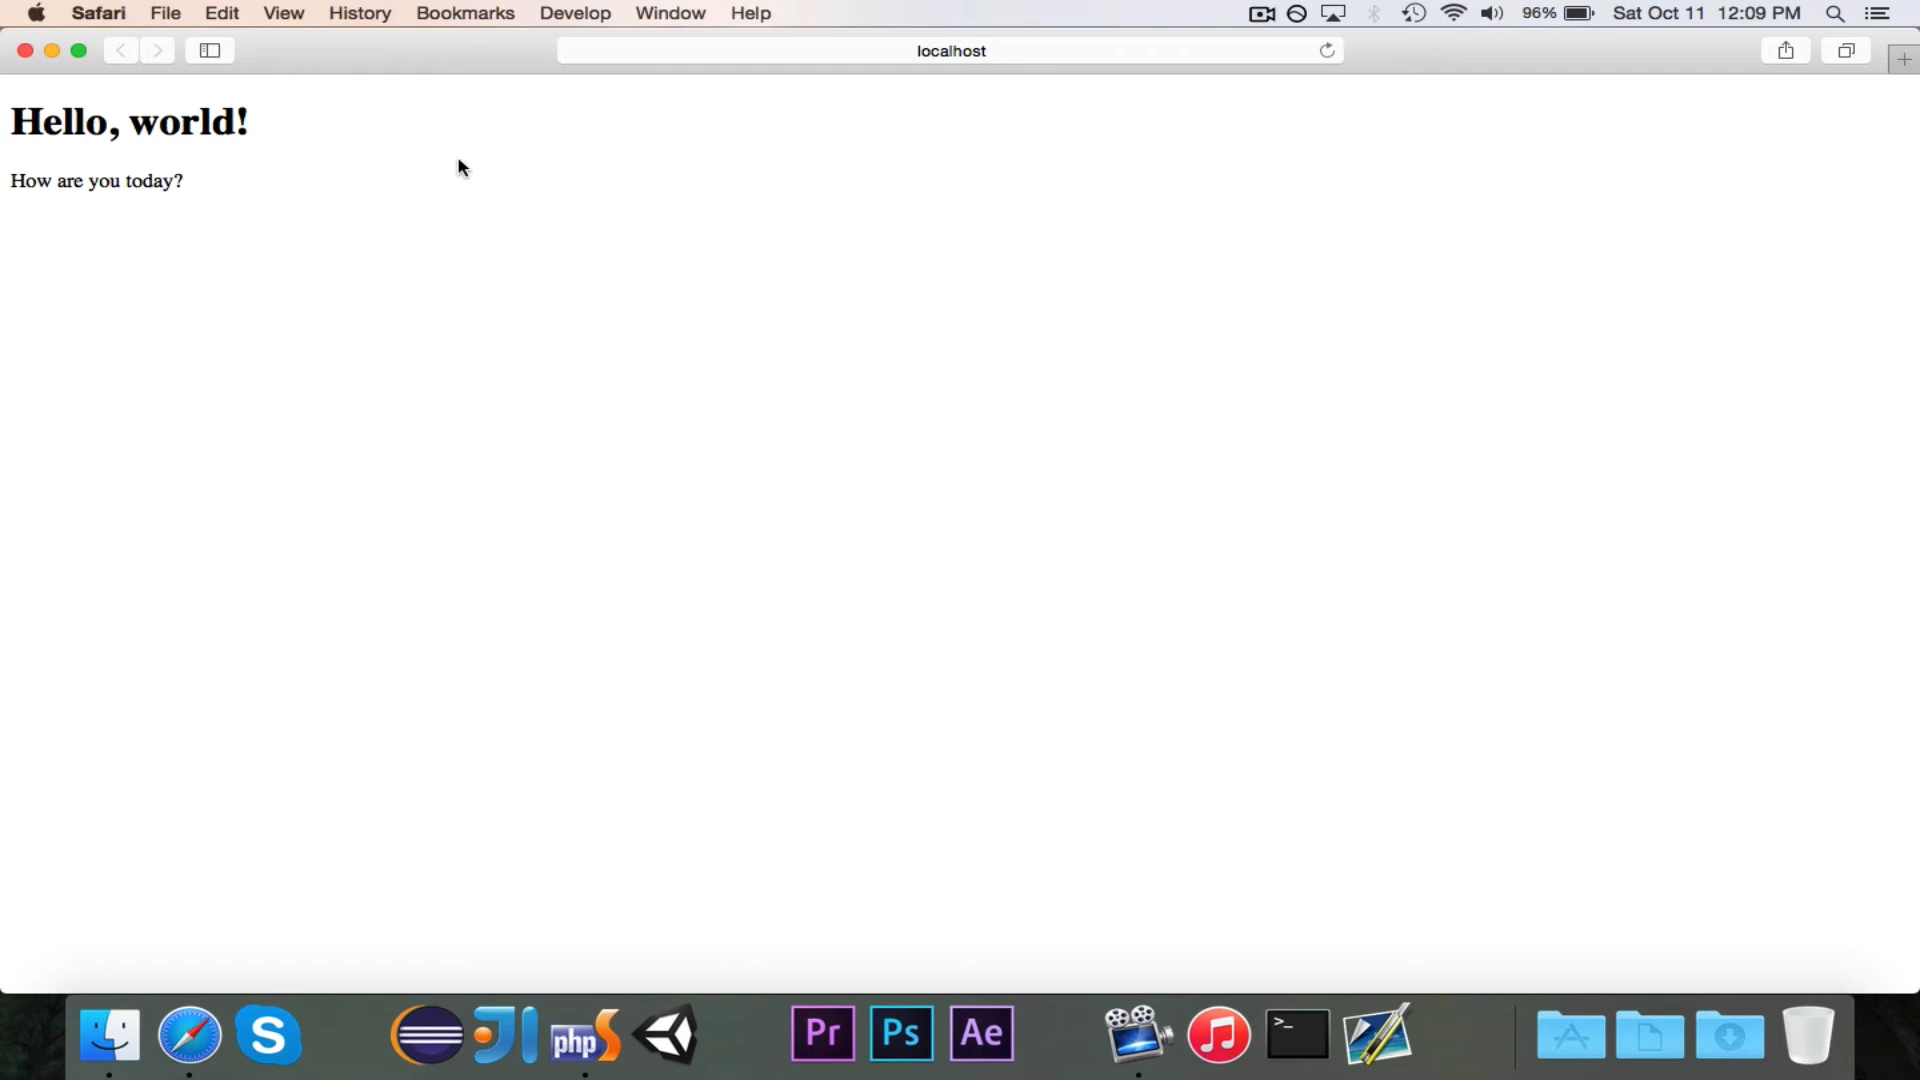 Safari File Edit View History Bookmarks Develop Window Help 96% Sat Oct 11 12:09 PM
localhost
Hello, world!
How are you today?
S JI php S Pr Ps Ae >_